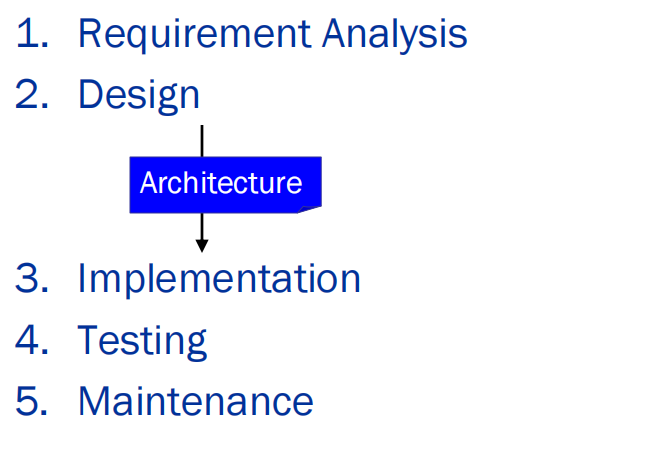 1. Requirement Analysis
2. Design
Architecture
3. Implementation
4. Testing
5. Maintenance